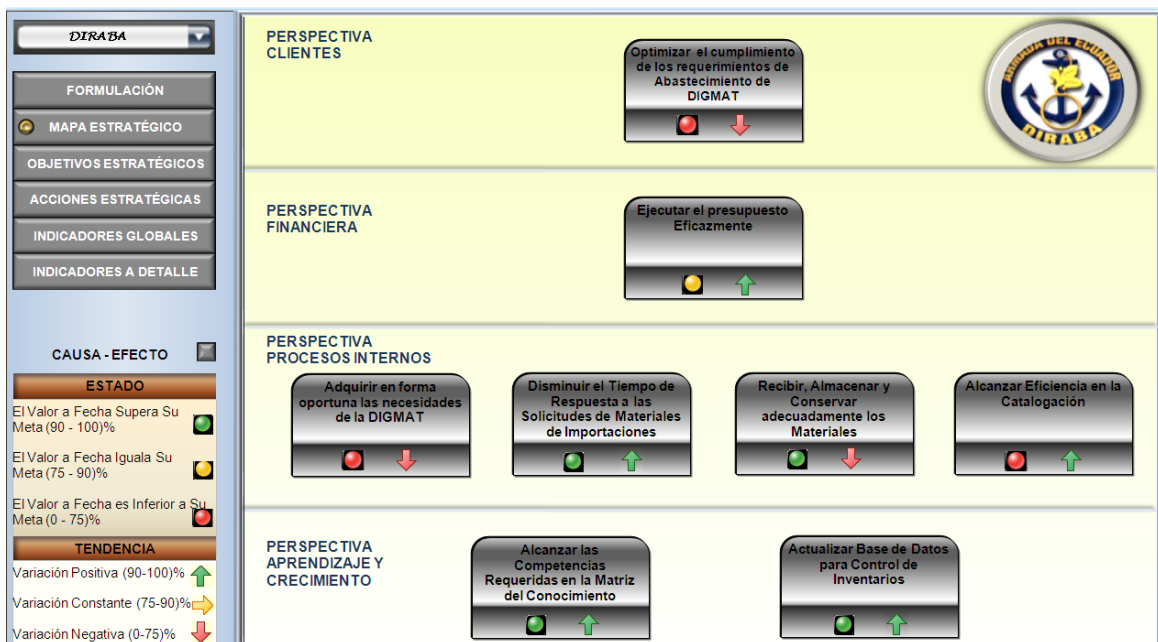 DIRABA
FORMULACIÓN
MAPA ESTRATÉGICO
OBJETIVOS ESTRATÉGICOS
ACCIONES ESTRATÉGICAS
INDICADORES GLOBALES
INDICADORES A DETALLE
CAUSA - EFECTO
ESTADO
El Valor a Fecha Supera Su
Meta (90 - 100)%
El Valor a Fecha Iguala Su
Meta (75 - 90)%
El Valor a Fecha es Inferior a Su
Meta (0 - 75)%
TENDENCIA
Variación Positiva (90-100)%
Variación Constante (75-90)%
Variación Negativa (0-75)%
PERSPECTIVA
CLIENTES
Optimizar el cumplimiento
de los requerimientos de
Abastecimiento de
DIGMAT
ARMADA DEL ECUADOR
DIRABA
PERSPECTIVA
FINANCIERA
Ejecutar el presupuesto
Eficazmente
PERSPECTIVA
PROCESOS INTERNOS
Adquirir en forma
oportuna las necesidades
de la DIGMAT
Disminuir el Tiempo de
Respuesta a las
Solicitudes de Materiales
de Importaciones
Recibir, Almacenar y
Conservar
adecuadamente los
Materiales
Alcanzar Eficiencia en la
Catalogación
PERSPECTIVA
APRENDIZAJE Y
CRECIMIENTO
Alcanzar las
Competencias
Requeridas en la Matriz
del Conocimiento
Actualizar Base de Datos
para Control de
Inventarios